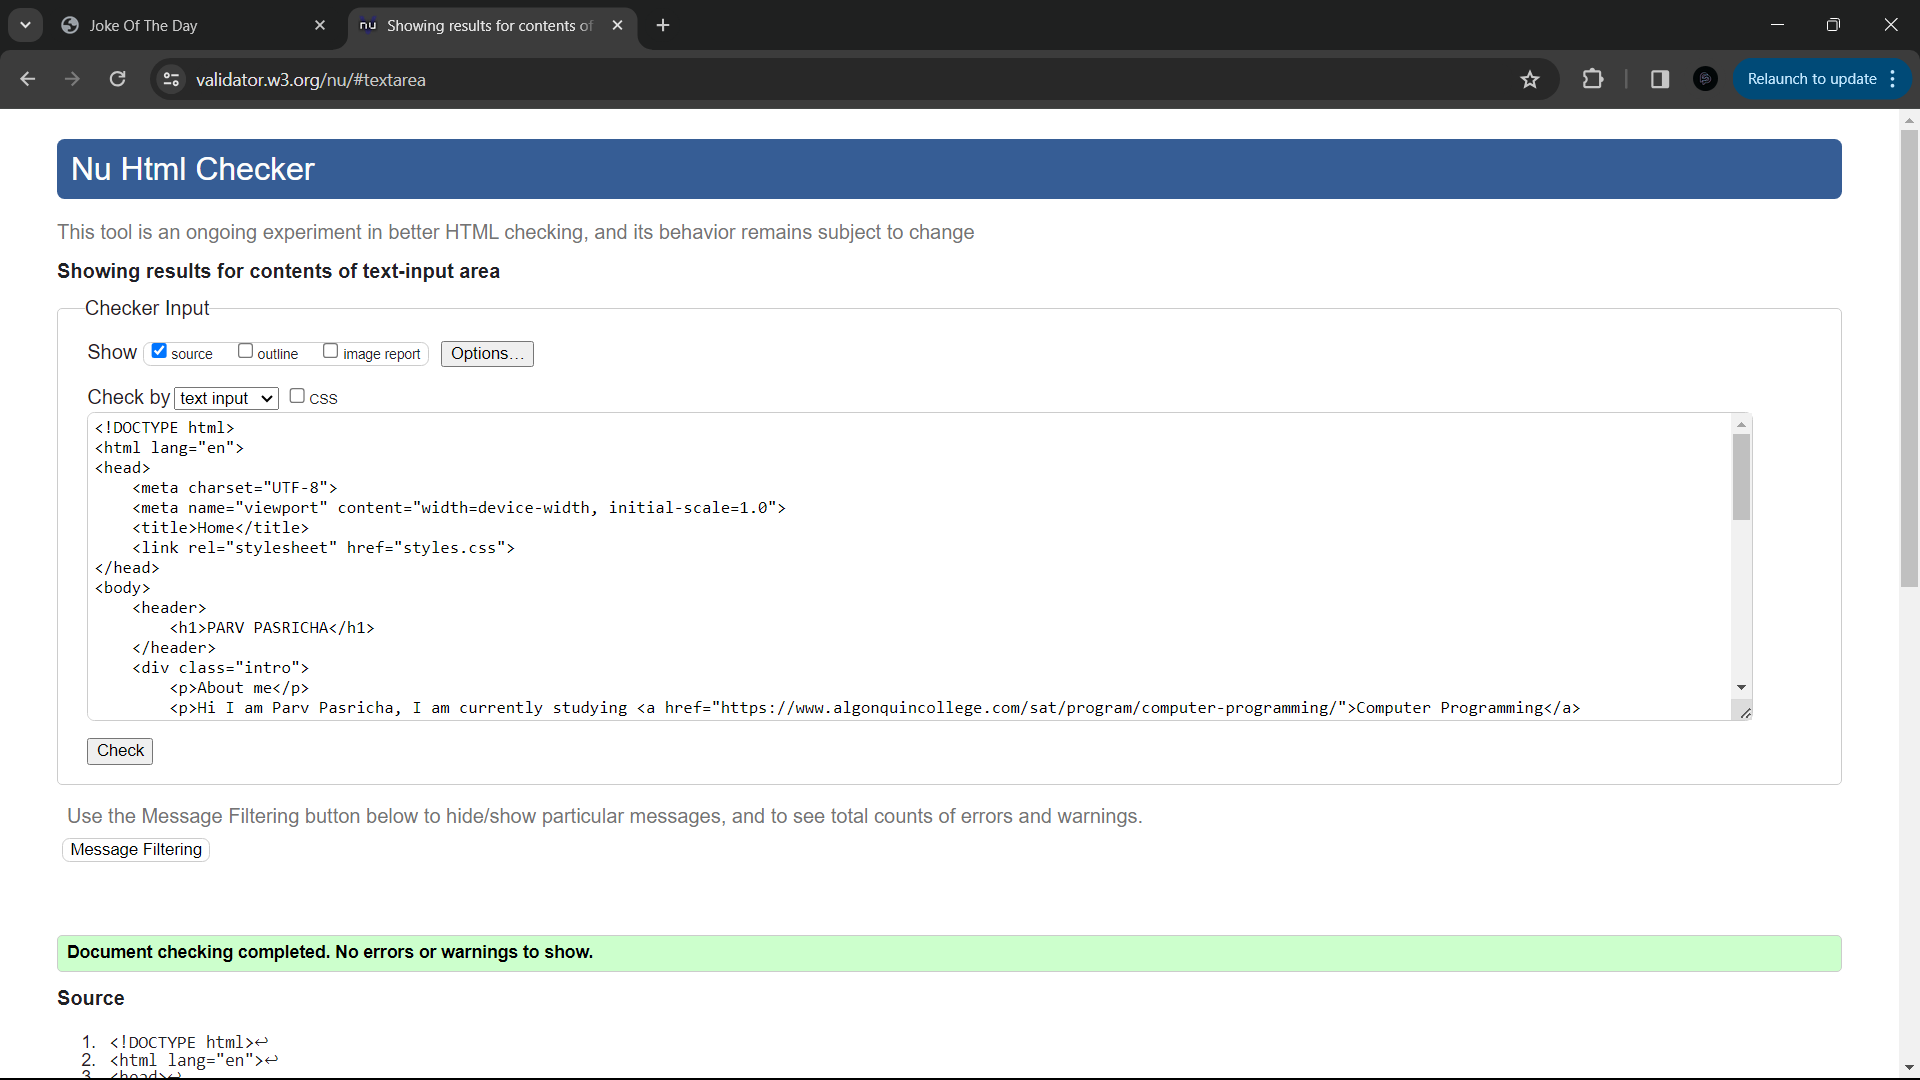 Joke Of The Day
nu Showing results for contents of
validator.w3.org/nu/#textarea
Relaunch to update
Nu Html Checker
This tool is an ongoing experiment in better HTML checking, and its behavior remains subject to change
Showing results for contents of text-input area
Checker Input
Show source outline image report Options...
Check by text input CSS
<!DOCTYPE html>
<html lang="en">
<head>
<meta charset="UTF-8">
<meta name="viewport" content="width=device-width, initial-scale=1.0">
<title>Home</title>
<link rel="stylesheet" href="styles.css">
</head>
<body>
<header>
<h1>PARV PASRICHA</h1>
</header>
<div class="intro">
<p>About me</p>
<p>Hi I am Parv Pasricha, I am currently studying <a href="https://www.algonquincollege.com/sat/program/computer-programming/">Computer Programming</a>
Check
Use the Message Filtering button below to hide/show particular messages, and to see total counts of errors and warnings.
Message Filtering
Document checking completed. No errors or warnings to show.
Source
1. <!DOCTYPE html>↩
2. <html lang="en">↩
3. <head>↩